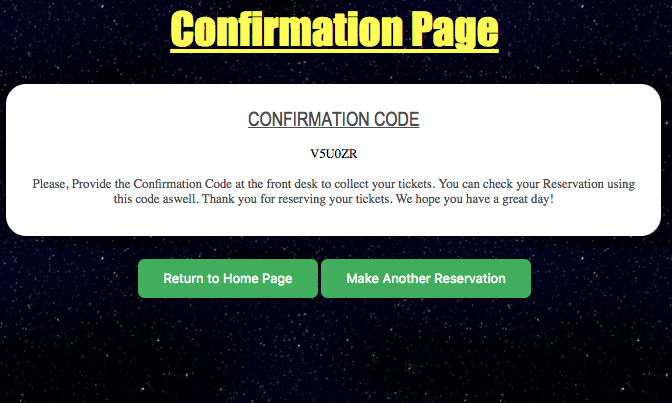 Confirmation Page
CONFIRMATION CODE
V5U0ZR
Please, Provide the Confirmation Code at the front desk to collect your tickets. You can check your Reservation using
this code aswell. Thank you for reserving your tickets. We hope you have a great day!
Return to Home Page
Make Another Reservation